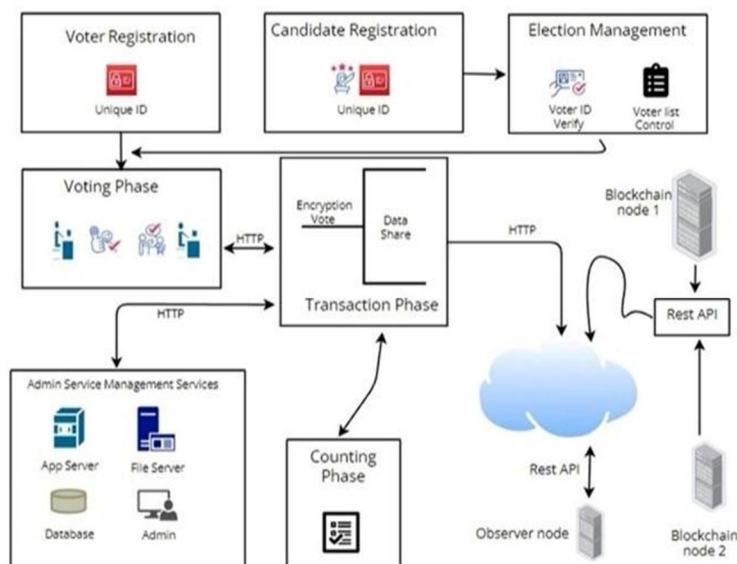 Voter Registration
Unique ID
Candidate Registration
Unique ID
Election Management
Voter ID
Verify
Voter list
Control
Voting Phase
HTTP
Encryption
Vote
Data
Share
Transaction Phase
HTTP
Blockchain
node 1
Rest API
HTTP
Admin Service Management Services
App Server
File Server
Database
Admin
Counting
Phase
Rest API
Observer node
Blockchain
node 2